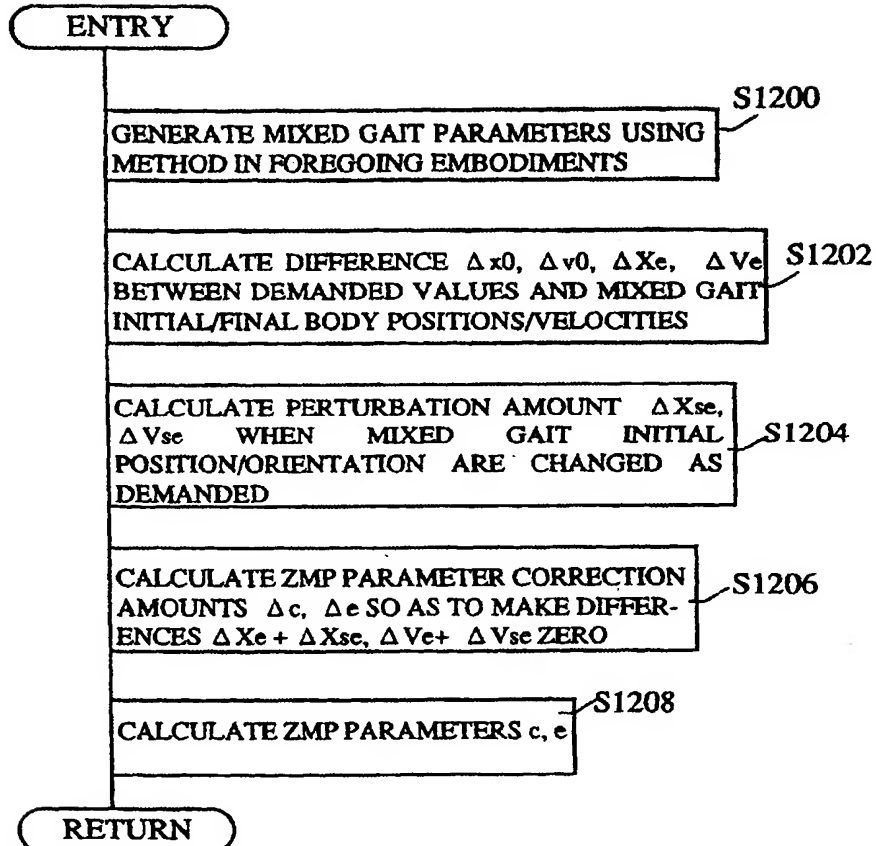 ENTRY
S1200
GENERATE MIXED GAIT PARAMETERS USING
METHOD IN FOREGOING EMBODIMENTS
CALCULATE DIFFERENCE Δx0, Δv0, ΔXe, ΔVe
S1202
BETWEEN DEMANDED VALUES AND MIXED GAIT
INITIAL/FINAL BODY POSITIONS/VELOCITIES
CALCULATE PERTURBATION AMOUNT ΔXse,
ΔVse WHEN MIXED GAIT INITIAL
S1204
POSITION/ORIENTATION ARE CHANGED AS
DEMANDED
CALCULATE ZMP PARAMETER CORRECTION
S1206
AMOUNTS Δc, Δe SO AS TO MAKE DIFFER-
ENCES ΔXe + ΔXse, ΔVe+ ΔVse ZERO
S1208
CALCULATE ZMP PARAMETERS c, e
RETURN